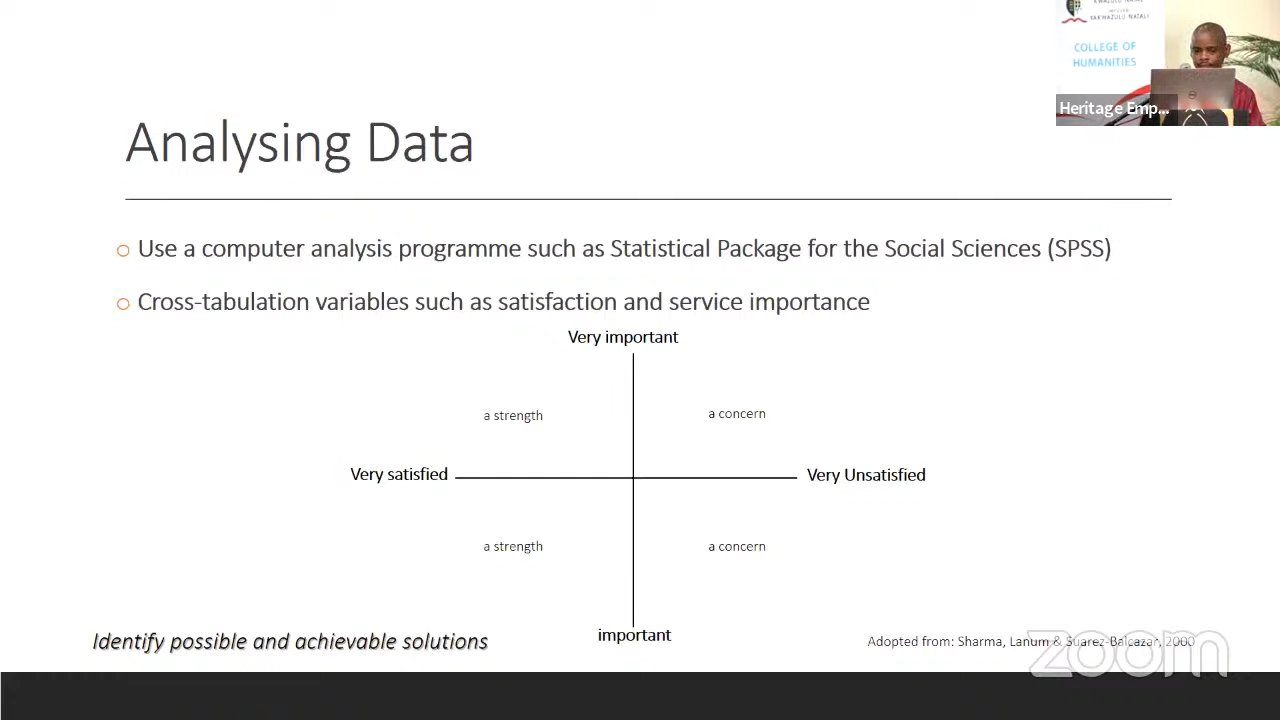 YAKWAZULU-NATALI
COLLEGE OF
HUMANITIES
Heritage Emp...
Analysing Data
Use a computer analysis programme such as Statistical Package for the Social Sciences (SPSS)
Cross-tabulation variables such as satisfaction and service importance
Very important
a strength
a concern
Very satisfied
Very Unsatisfied
a strength
a concern
important
Identify possible and achievable solutions
Adopted from: Sharma, Lanum & Suarez-Balcazar, 2000
zoom